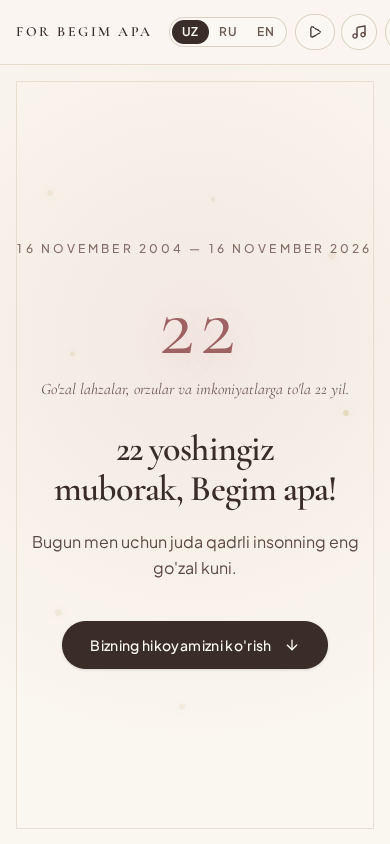 FOR BEGIM APA
UZ RU EN
16 NOVEMBER 2004 — 16 NOVEMBER 2026
22
Go'zal lahzalar, orzular va imkoniyatlarga to'la 22 yil.
22 yoshingiz
muborak, Begim apa!
Bugun men uchun juda qadrli insonning eng
go'zal kuni.
Bizning hikoyamizni ko'rish